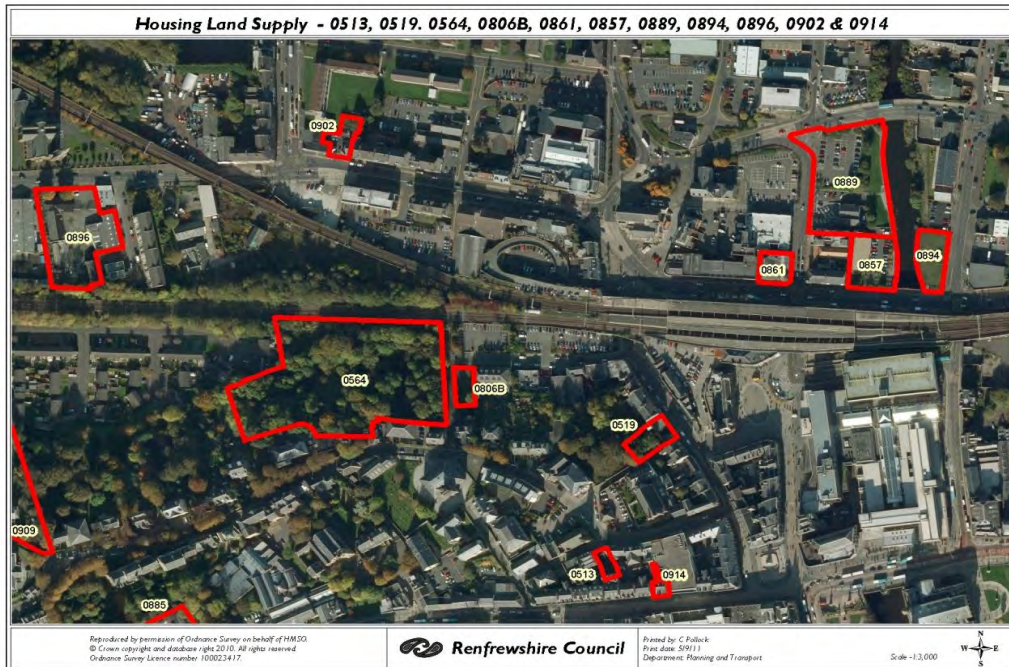 Housing Land Supply - 0513, 0519. 0564, 0806B, 0861, 0857, 0889, 0894, 0896, 0902 & 0914
0902
0889
0896
0861
0857
0894
0564
0806B
0519
0909
0513
0914
0885
Reproduced by permission of Ordnance Survey on behalf of HMSO.
© Crown copyright and database right 2010. All rights reserved
Ordnance Survey Licence number 100023417.
Renfrewshire Council
Printed by: C Pollock
Print date: 5/9/11
Department: Planning and Transport
Scale -1:3,000
N
W E
S